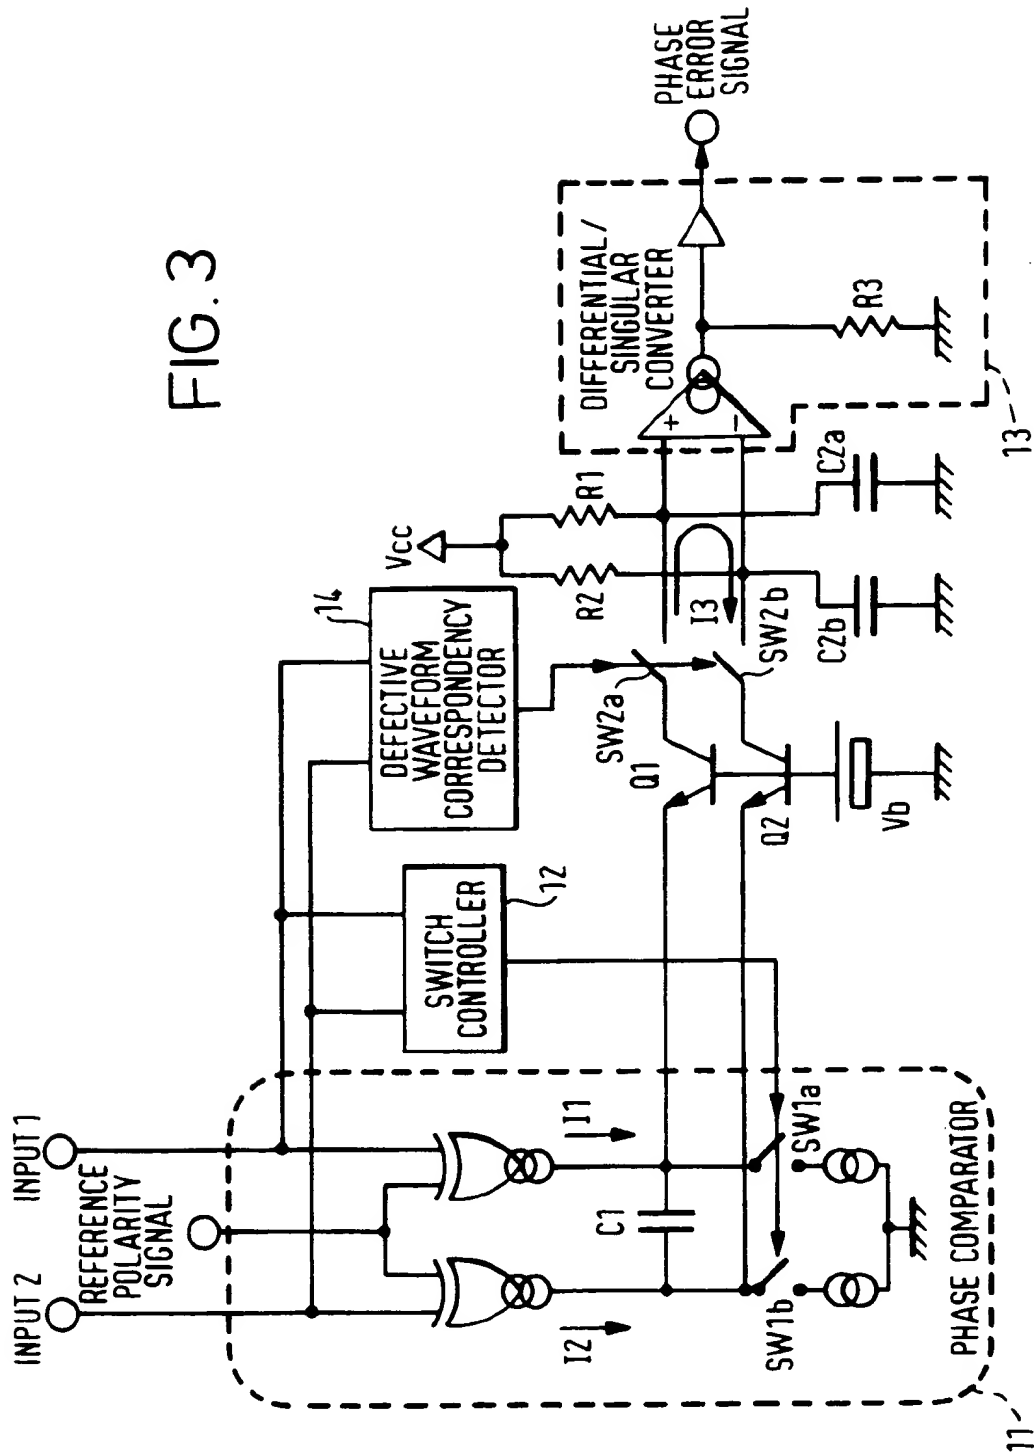 FIG. 3
INPUT 1
INPUT 2
REFERENCE
POLARITY
SIGNAL
I1
I2
C1
SW1a
SW1b
PHASE COMPARATOR
11
SWITCH
CONTROLLER
12
DEFECTIVE
WAVEFORM
CORRESPONDENCY
DETECTOR
14
SW2a
SW2b
Q1
Q2
Vb
Vcc
R1
R2
I3
C2a
C2b
DIFFERENTIAL/
SINGULAR
CONVERTER
+
−
R3
13
PHASE
ERROR
SIGNAL